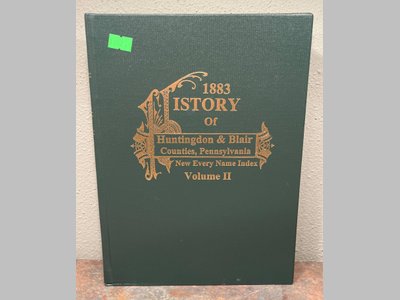 1883
HISTORY
Of
Huntingdon & Blair
Counties, Pennsylvania
New Every Name Index
Volume II